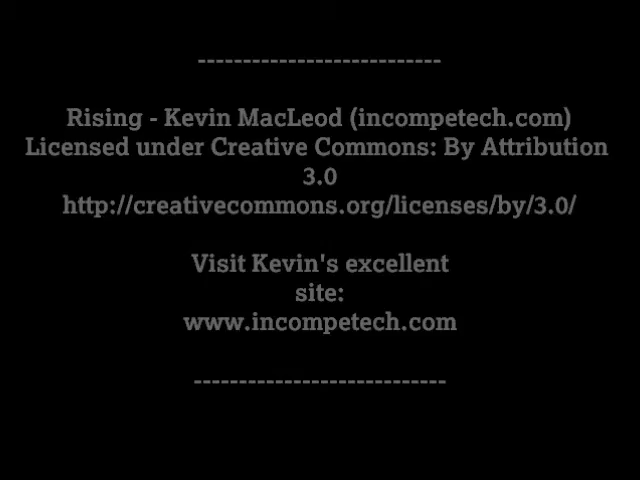 ---------------------------
Rising - Kevin MacLeod (incompetech.com)
Licensed under Creative Commons: By Attribution
3.0
http://creativecommons.org/licenses/by/3.0/
Visit Kevin's excellent
site:
www.incompetech.com
----------------------------